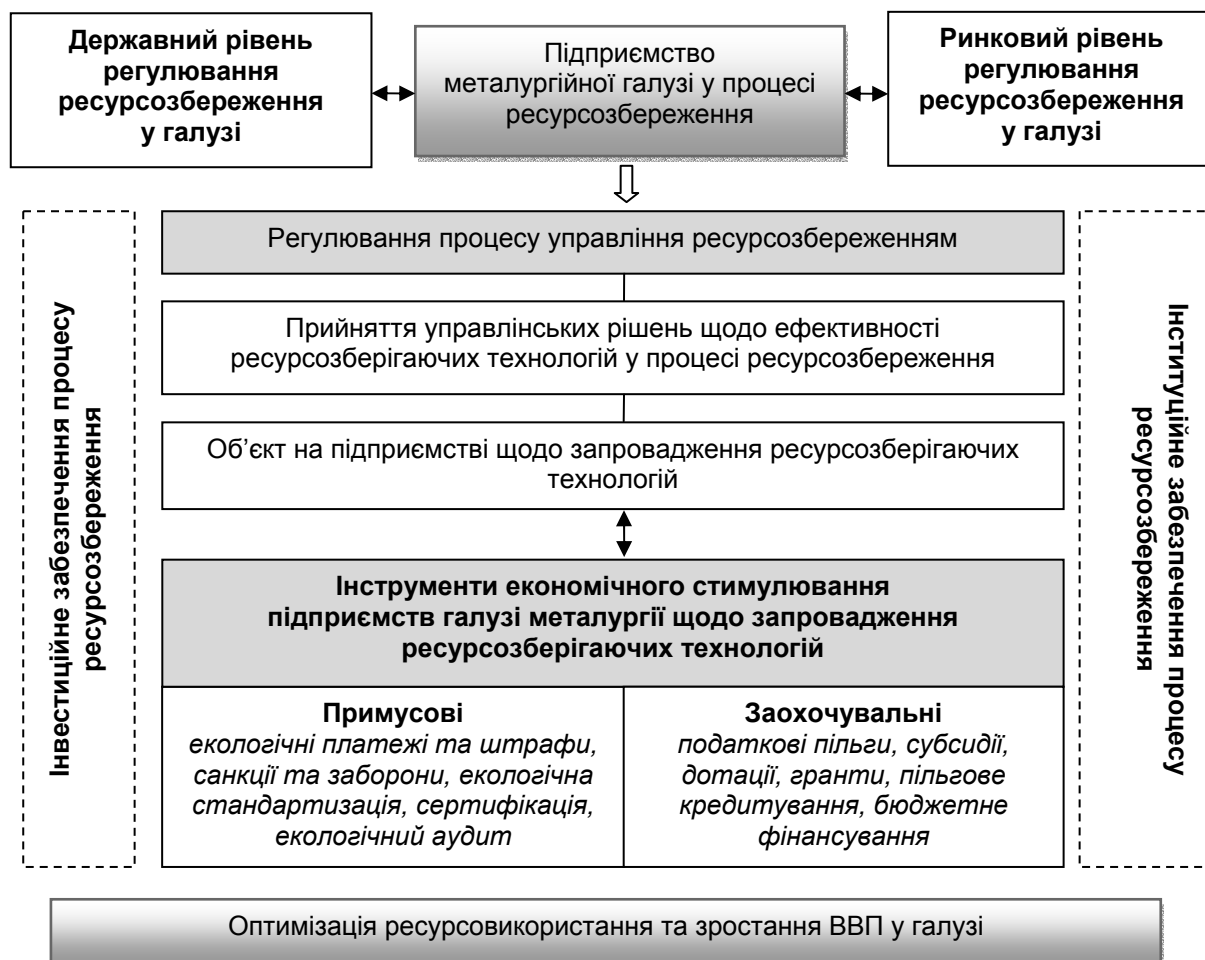 Державний рівень
регулювання
ресурсозбереження
у галузі
Підприємство
металургійної галузі у процесі
ресурсозбереження
Ринковий рівень
регулювання
ресурсозбереження
у галузі
Інвестиційне забезпечення процесу
ресурсозбереження
Регулювання процесу управління ресурсозбереженням
Прийняття управлінських рішень щодо ефективності
ресурсозберігаючих технологій у процесі ресурсозбереження
Об’єкт на підприємстві щодо запровадження ресурсозберігаючих
технологій
Інструменти економічного стимулювання
підприємств галузі металургії щодо запровадження
ресурсозберігаючих технологій
Примусові
екологічні платежі та штрафи,
санкції та заборони, екологічна
стандартизація, сертифікація,
екологічний аудит
Заохочувальні
податкові пільги, субсидії,
дотації, гранти, пільгове
кредитування, бюджетне
фінансування
Інституційне забезпечення процесу
ресурсозбереження
Оптимізація ресурсовикористання та зростання ВВП у галузі